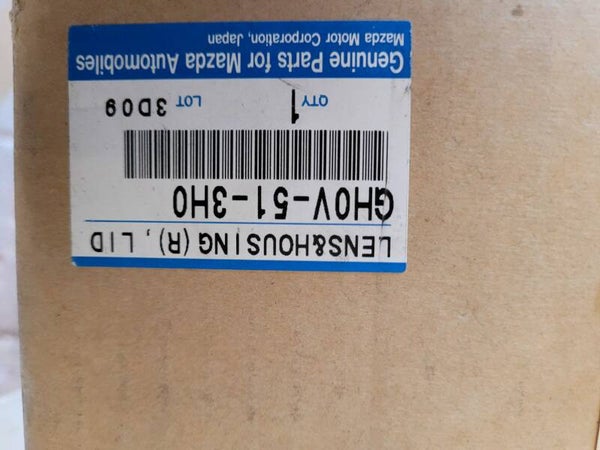 LENS&HOUSING(R), LID
GH0V-51-3H0
QTY 1 LOT 3D09
Genuine Parts for Mazda Automobiles
Mazda Motor Corporation, Japan